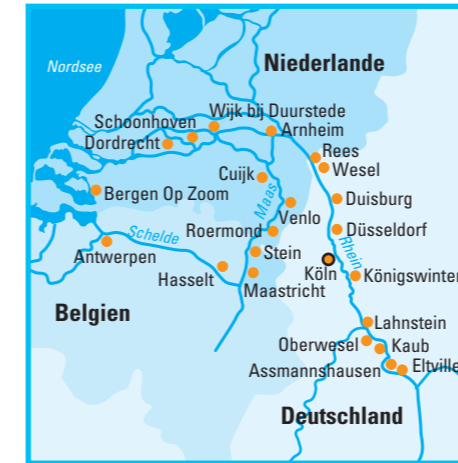 Nordsee
Niederlande
Wijk bij Duurstede
Schoonhoven
Arnheim
Dordrecht
Rees
Wesel
Cuijk
Maas
Bergen Op Zoom
Duisburg
Venlo
Roermond
Düsseldorf
Schelde
Rhein
Stein
Antwerpen
Köln
Hasselt
Königswinter
Maastricht
Belgien
Lahnstein
Oberwesel
Kaub
Assmannshausen
Eltville
Deutschland